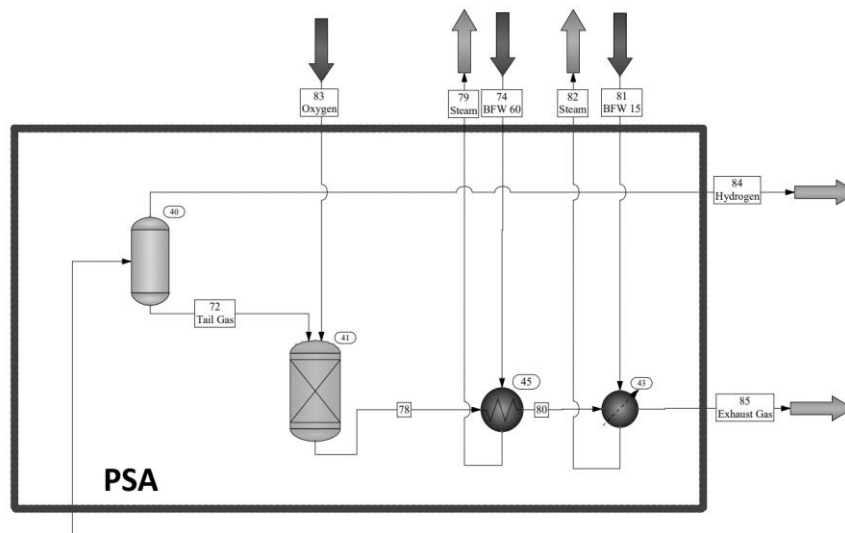 83
Oxygen
79
Steam
74
BFW 60
82
Steam
81
BFW 15
84
Hydrogen
40
72
Tail Gas
41
45
43
78
80
85
Exhaust Gas
PSA